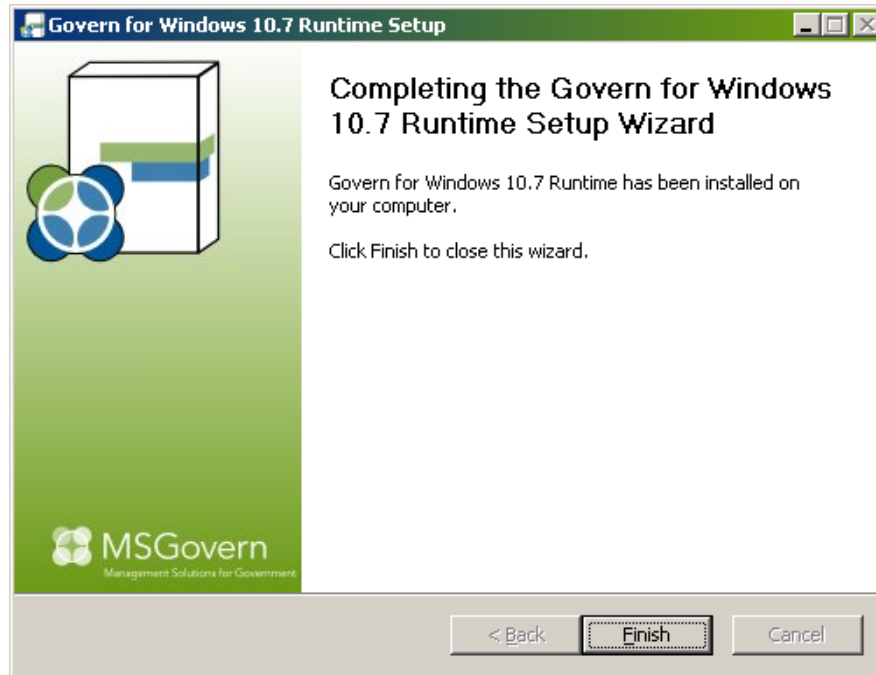 Govern for Windows 10.7 Runtime Setup
Completing the Govern for Windows
10.7 Runtime Setup Wizard
Govern for Windows 10.7 Runtime has been installed on
your computer.
Click Finish to close this wizard.
MSGovern
Management Solutions for Government
< Back
Finish
Cancel